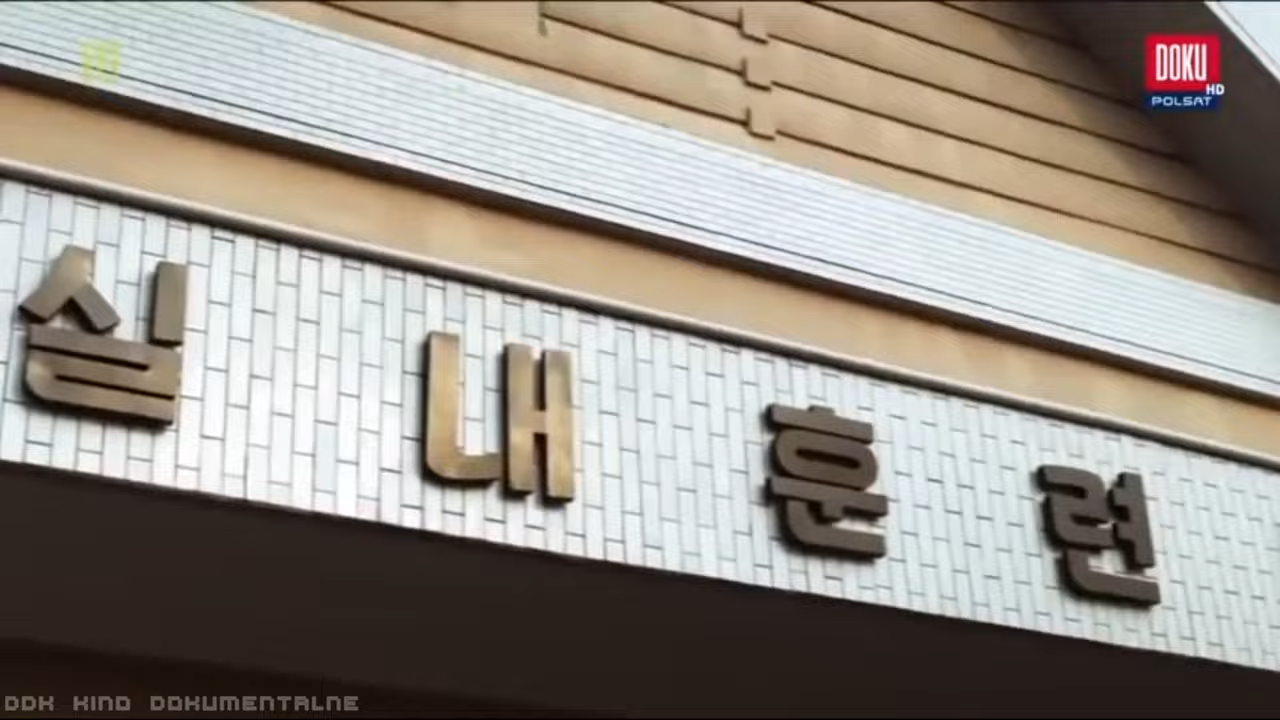 DOKU
HD
POLSAT
실 내 훈 련
DDK KINO DOKUMENTALNE